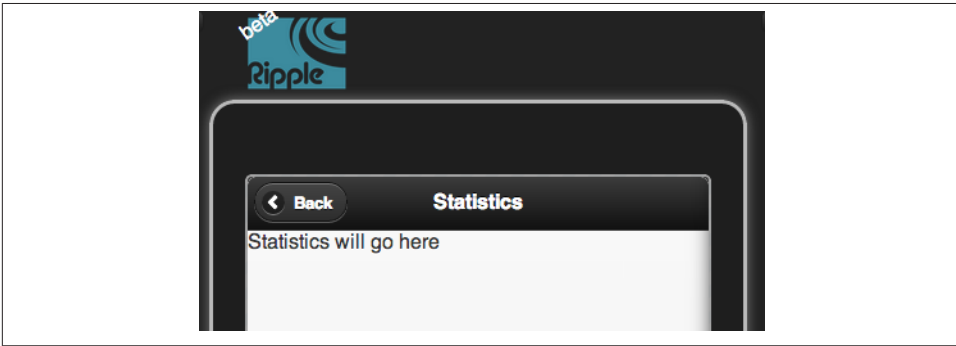 beta
Ripple
Back
Statistics
Statistics will go here